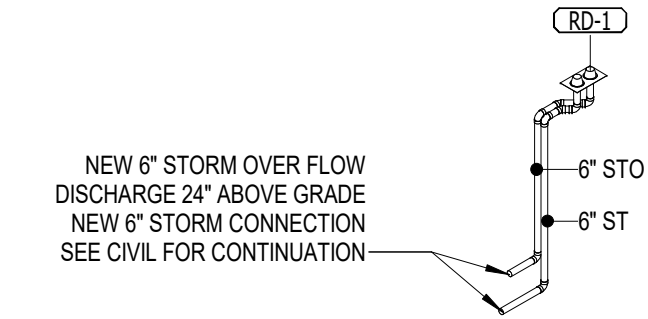 RD-1
NEW 6" STORM OVER FLOW
DISCHARGE 24" ABOVE GRADE
NEW 6" STORM CONNECTION
SEE CIVIL FOR CONTINUATION
6" STO
6" ST